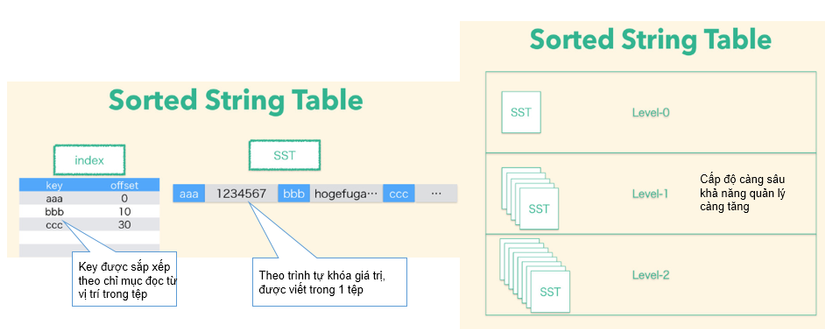 Sorted String Table
index
SST
key offset
aaa 0
bbb 10
ccc 30
aaa 1234567 bbb hogefuga… ccc …
Key được sắp xếp
theo chỉ mục đọc từ
vị trí trong tệp
Theo trình tự khóa giá trị,
được viết trong 1 tệp
Sorted String Table
SST
Level-0
SST
Level-1
Cấp độ càng sâu
khả năng quản lý
càng tăng
SST
Level-2